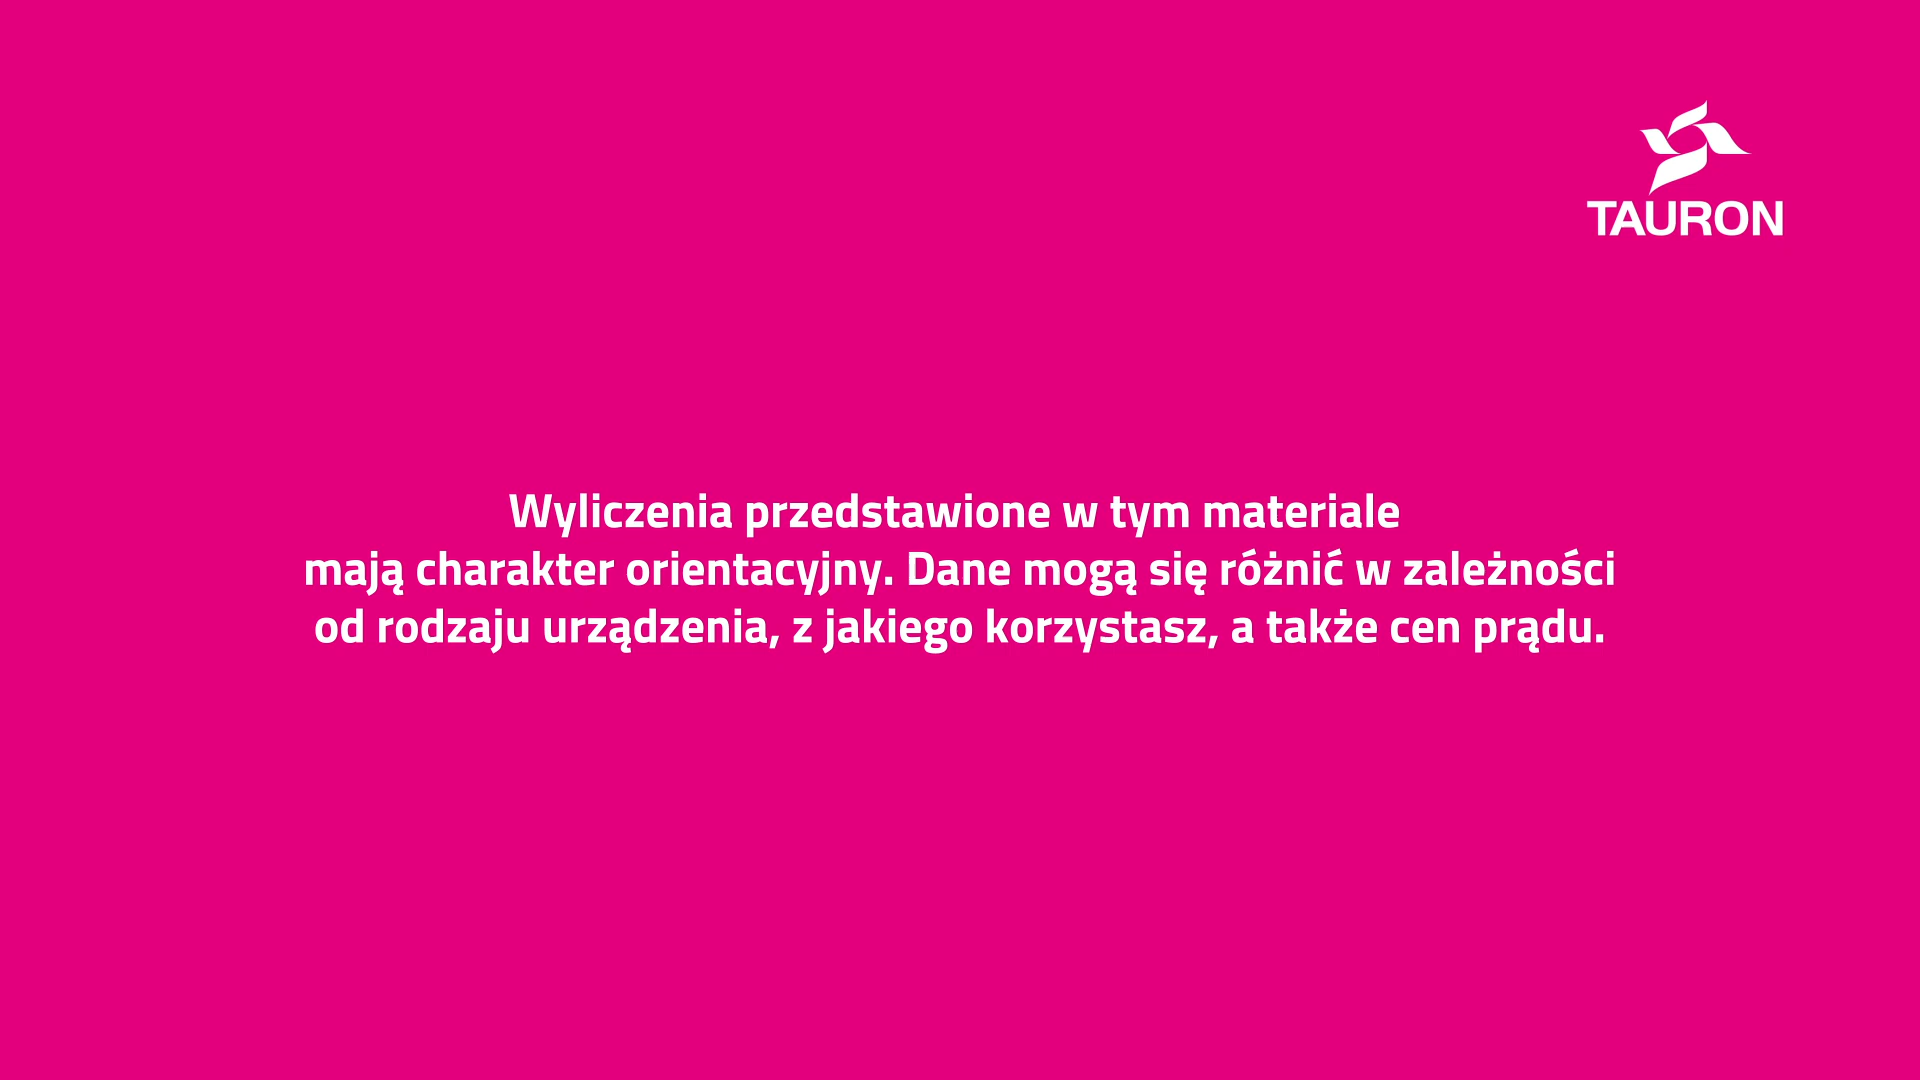 TAURON
Wyliczenia przedstawione w tym materiale
mają charakter orientacyjny. Dane mogą się różnić w zależności
od rodzaju urządzenia, z jakiego korzystasz, a także cen prądu.